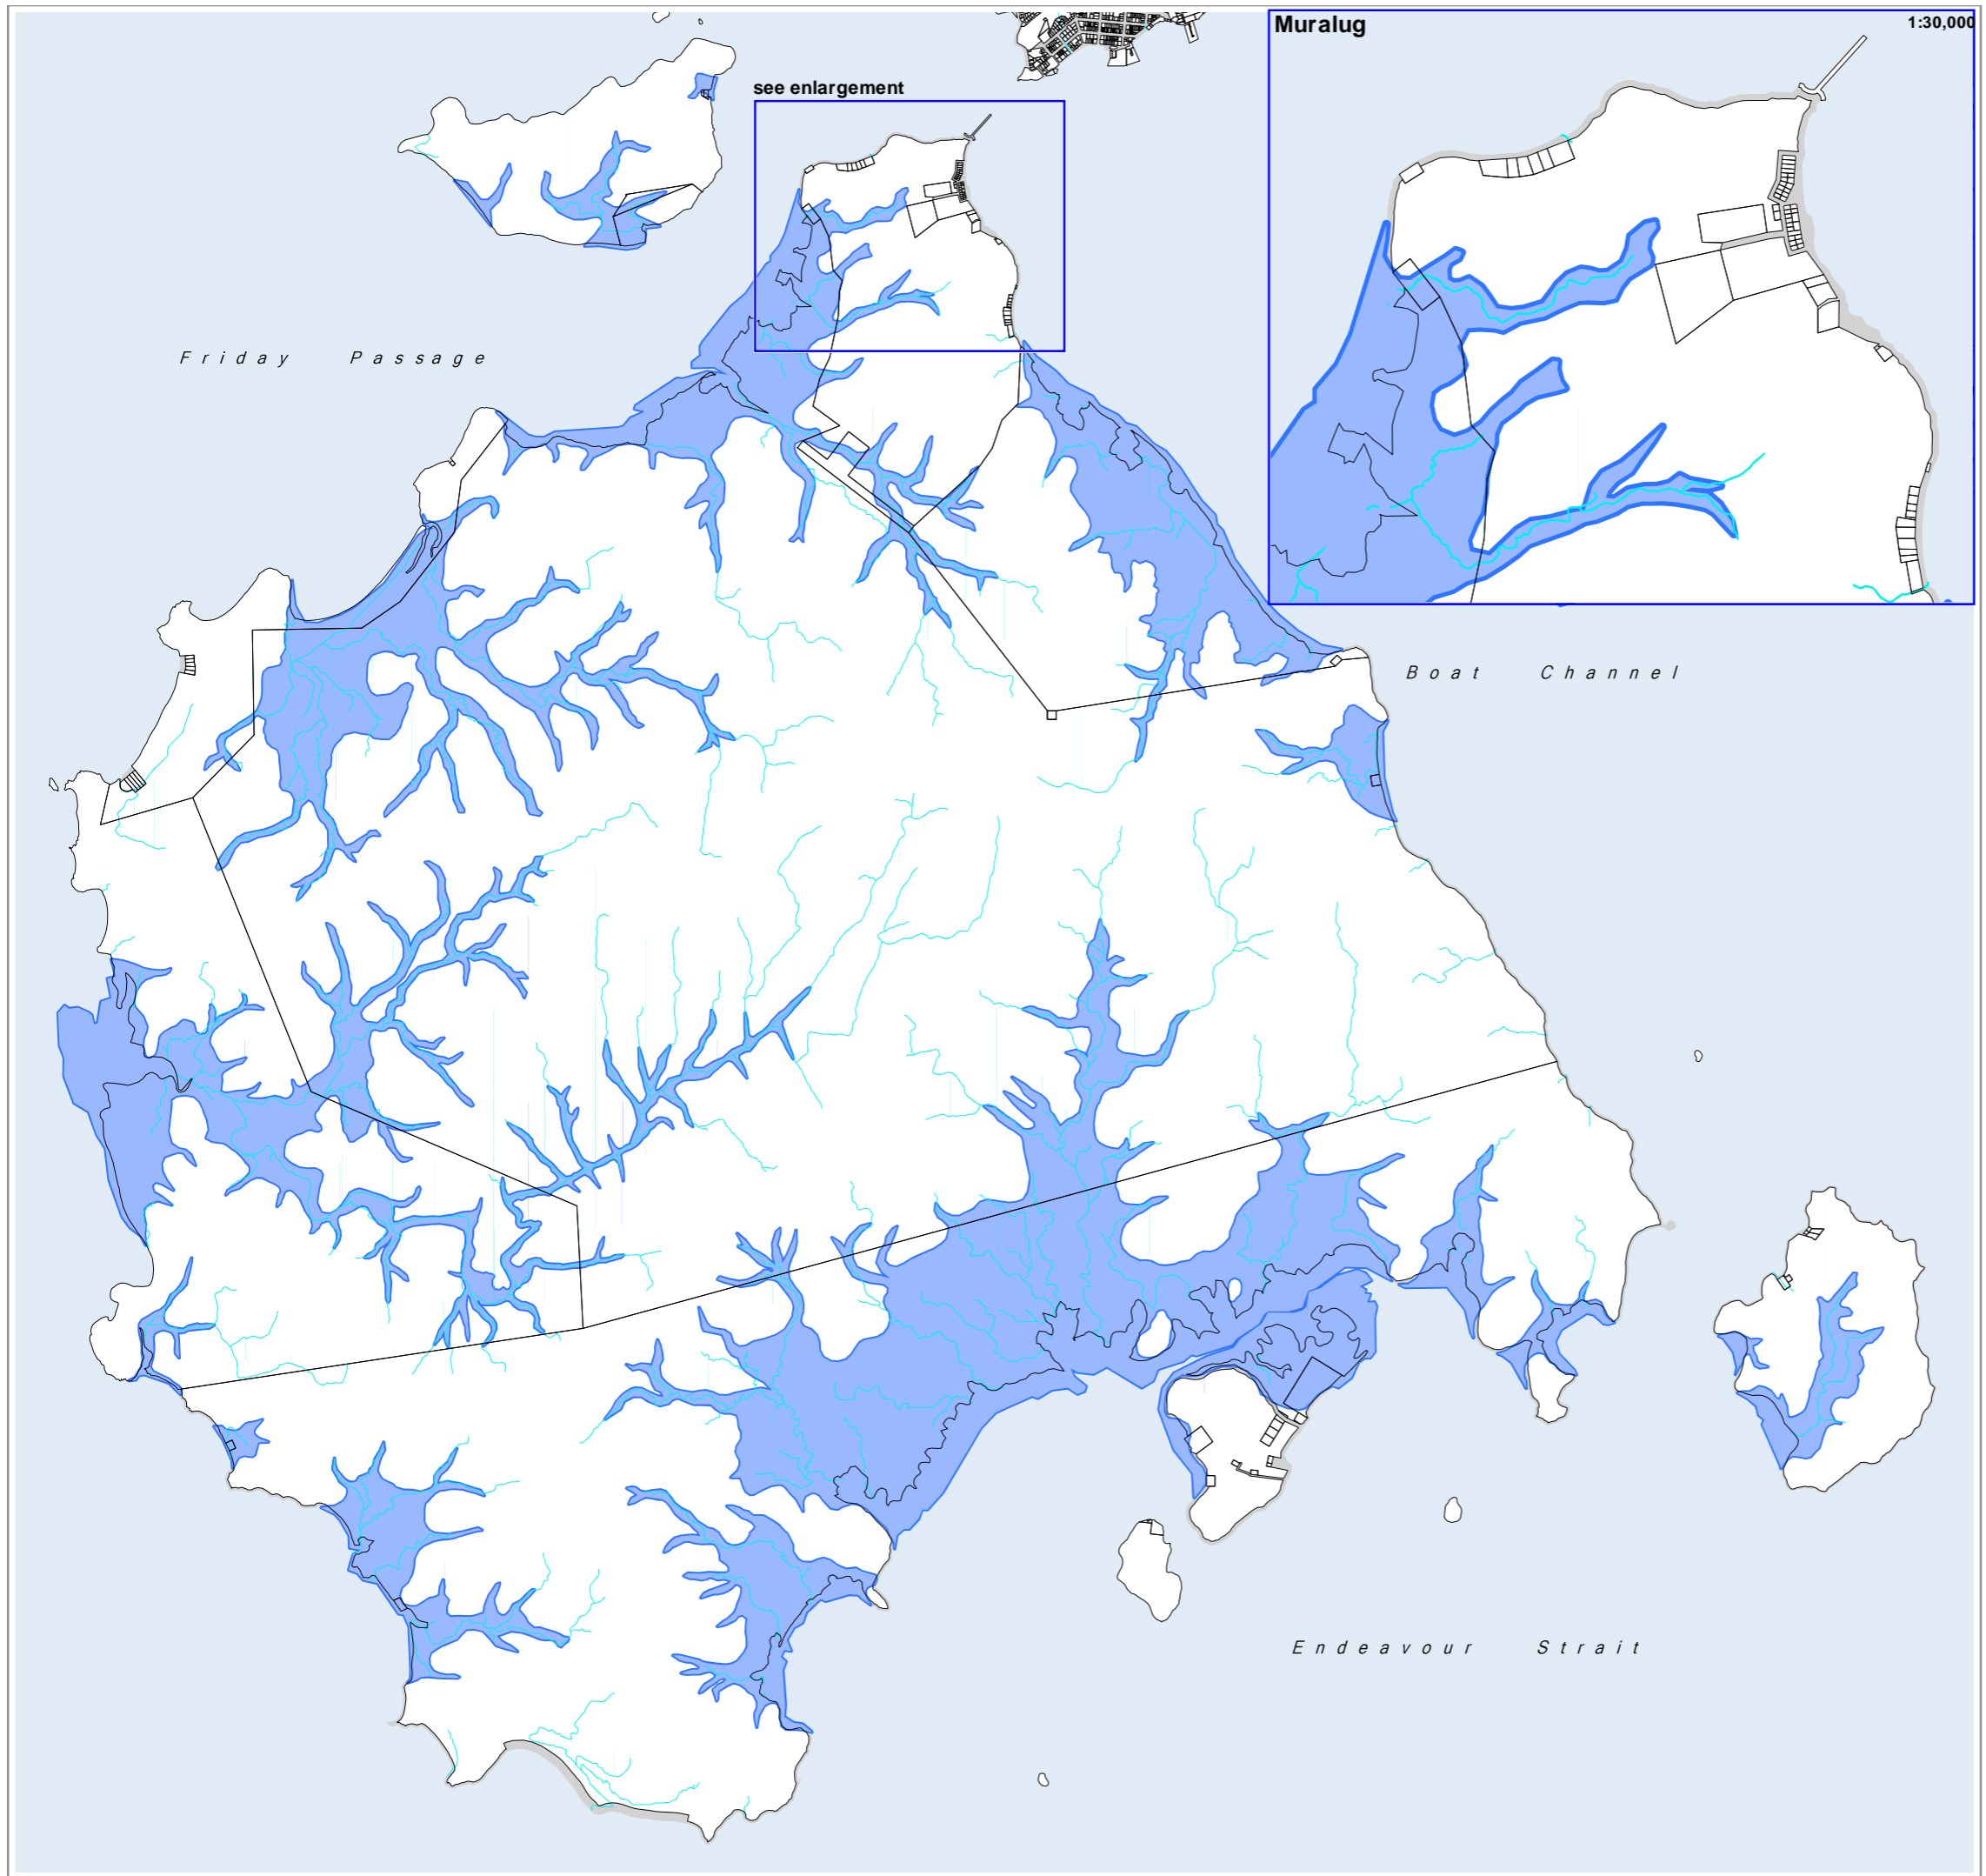 Muralug
1:30,000
see enlargement
Friday Passage
Boat Channel
Endeavour Strait